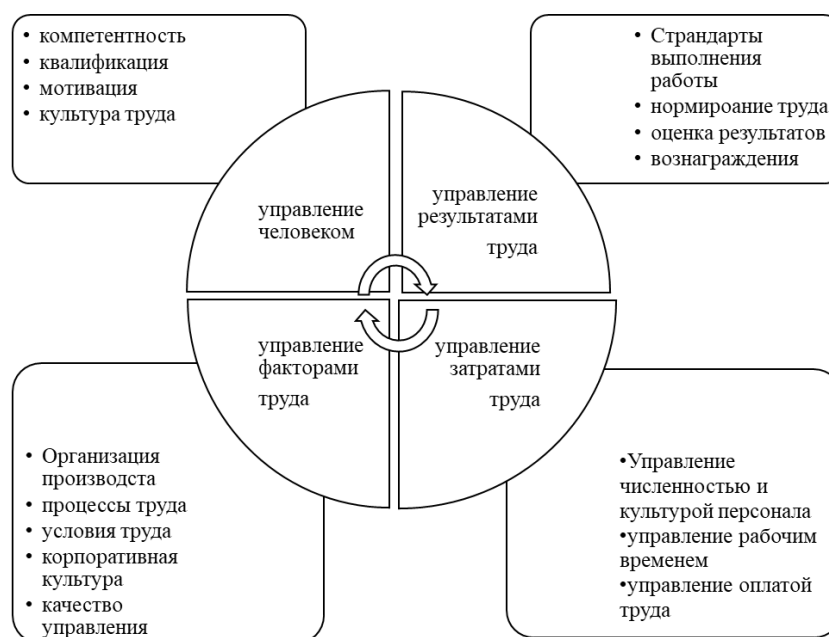 • компетентность
• квалификация
• мотивация
• культура труда
• Страндарты
выполнения
работы
• нормироание труда
• оценка результатов
• вознаграждения
управление
человеком
управление
результатами
труда
управление
факторами
труда
управление
затратами
труда
• Организация
произвдста
• процессы труда
• условия труда
• корпоративная
культура
• качество
управления
•Управление
численностью и
культурой персонала
•управление рабочим
временем
•управление оплатой
труда